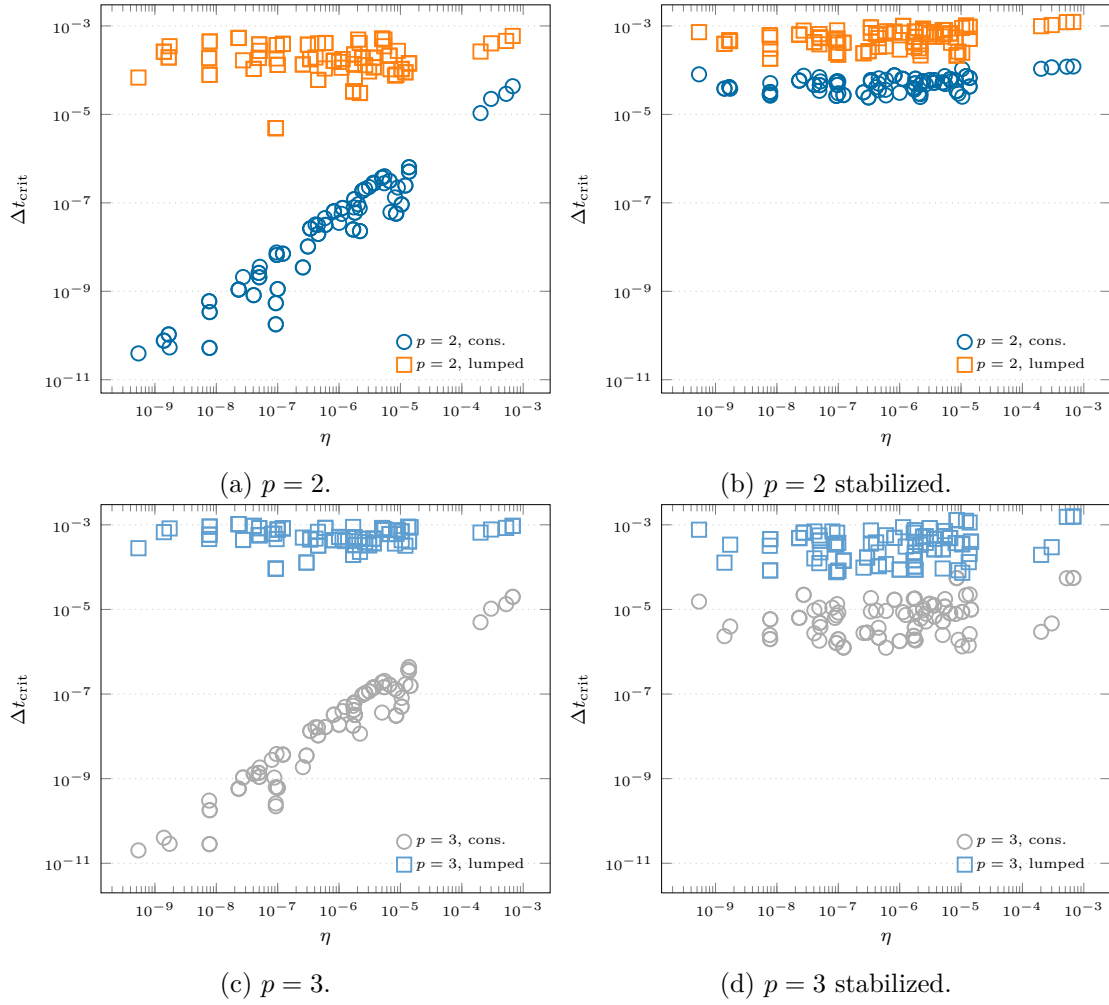 10⁻³
10⁻⁵
10⁻⁷
10⁻⁹
10⁻¹¹
Δt_crit
10⁻⁹ 10⁻⁸ 10⁻⁷ 10⁻⁶ 10⁻⁵ 10⁻⁴ 10⁻³
η
p = 2, cons.
p = 2, lumped
(a) p = 2.
10⁻³
10⁻⁵
10⁻⁷
10⁻⁹
10⁻¹¹
Δt_crit
10⁻⁹ 10⁻⁸ 10⁻⁷ 10⁻⁶ 10⁻⁵ 10⁻⁴ 10⁻³
η
p = 2, cons.
p = 2, lumped
(b) p = 2 stabilized.
10⁻³
10⁻⁵
10⁻⁷
10⁻⁹
10⁻¹¹
Δt_crit
10⁻⁹ 10⁻⁸ 10⁻⁷ 10⁻⁶ 10⁻⁵ 10⁻⁴ 10⁻³
η
p = 3, cons.
p = 3, lumped
(c) p = 3.
10⁻³
10⁻⁵
10⁻⁷
10⁻⁹
10⁻¹¹
Δt_crit
10⁻⁹ 10⁻⁸ 10⁻⁷ 10⁻⁶ 10⁻⁵ 10⁻⁴ 10⁻³
η
p = 3, cons.
p = 3, lumped
(d) p = 3 stabilized.